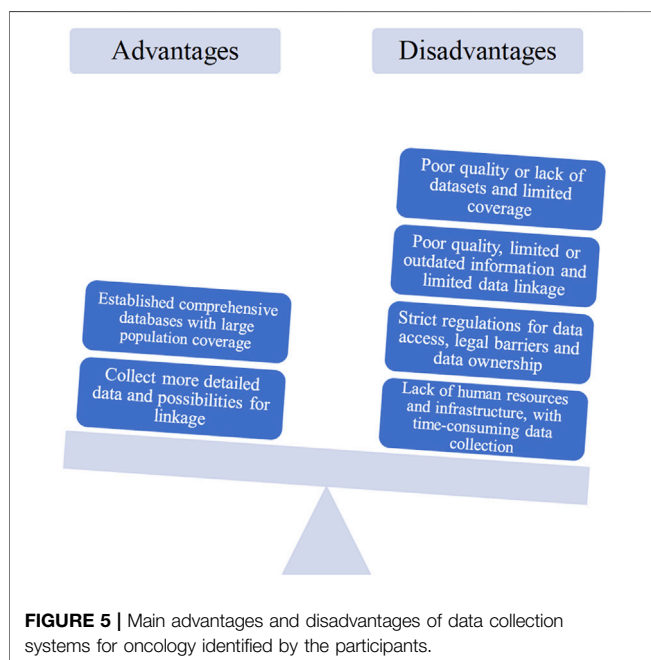 Advantages
Disadvantages
Poor quality or lack of
datasets and limited
coverage
Poor quality, limited or
outdated information and
limited data linkage
Established comprehensive
databases with large
population coverage
Strict regulations for data
access, legal barriers and
data ownership
Collect more detailed
data and possibilities for
linkage
Lack of human resources
and infrastructure, with
time-consuming data
collection
FIGURE 5 | Main advantages and disadvantages of data collection
systems for oncology identified by the participants.